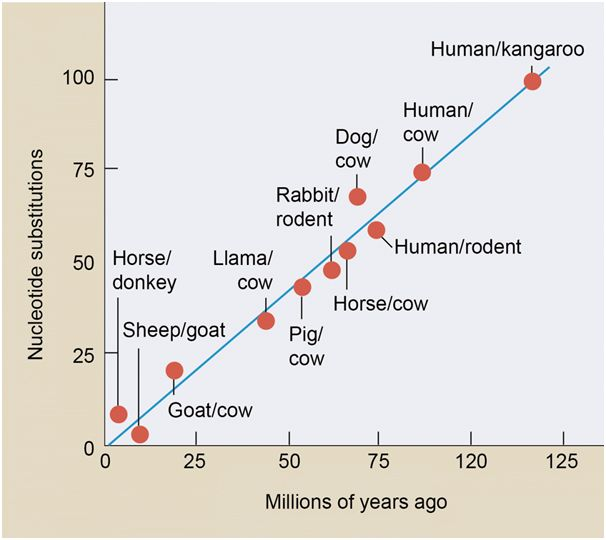 Human/kangaroo
100
Human/
cow
Dog/
cow
75
Rabbit/
rodent
Nucleotide substitutions
50
Horse/
donkey
Llama/
cow
Human/rodent
Horse/cow
Sheep/goat
Pig/
cow
25
Goat/cow
0
0
25
50
75
120
125
Millions of years ago